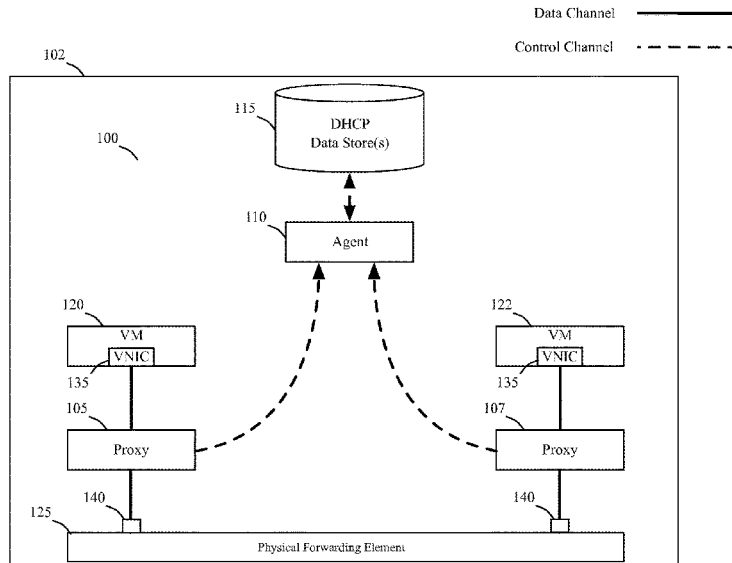 Data Channel
Control Channel
102
115
DHCP
Data Store(s)
100
110
Agent
120
VM
VNIC
135
122
VM
VNIC
135
105
Proxy
107
Proxy
140
140
125
Physical Forwarding Element